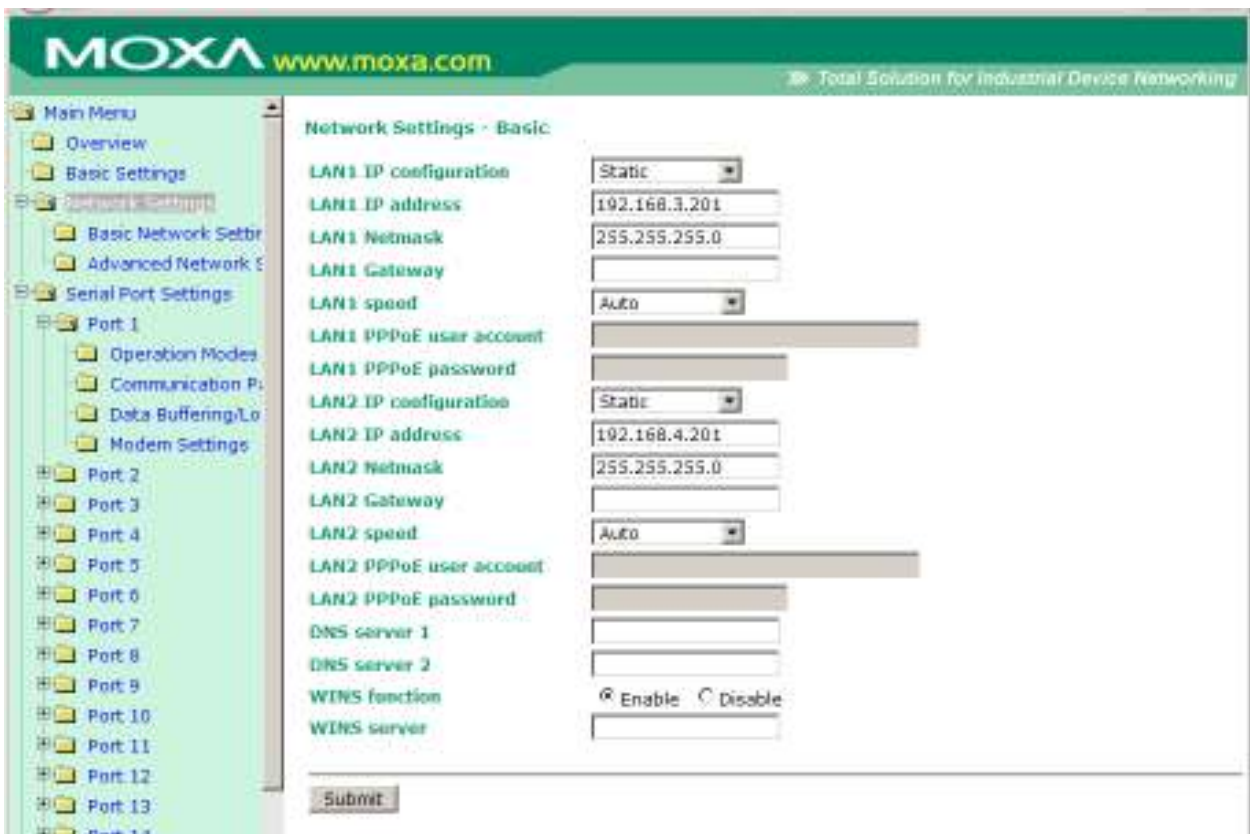 MOXA www.moxa.com
Total Solution for Industrial Device Networking
Main Menu
Overview
Basic Settings
Network Settings
Basic Network Settin
Advanced Network S
Serial Port Settings
Port 1
Operation Modes
Communication Pa
Data Buffering/Lo
Modem Settings
Port 2
Port 3
Port 4
Port 5
Port 6
Port 7
Port 8
Port 9
Port 10
Port 11
Port 12
Port 13
Port 14
Network Settings - Basic
LAN1 IP configuration Static
LAN1 IP address 192.168.3.201
LAN1 Netmask 255.255.255.0
LAN1 Gateway
LAN1 speed Auto
LAN1 PPPoE user account
LAN1 PPPoE password
LAN2 IP configuration Static
LAN2 IP address 192.168.4.201
LAN2 Netmask 255.255.255.0
LAN2 Gateway
LAN2 speed Auto
LAN2 PPPoE user account
LAN2 PPPoE password
DNS server 1
DNS server 2
WINS function Enable Disable
WINS server
Submit